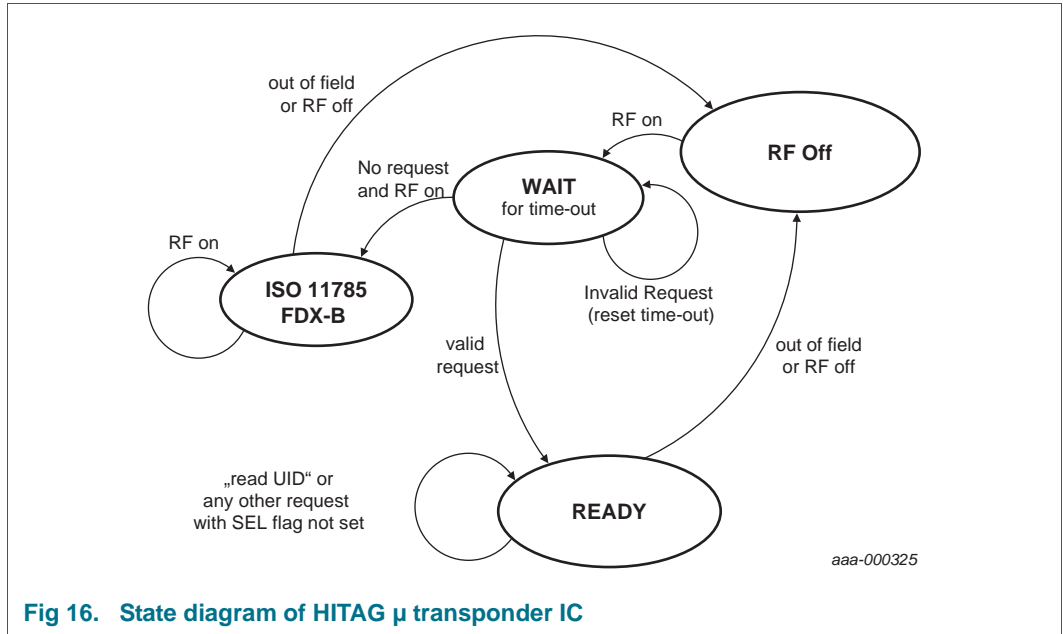 out of field
or RF off
RF on
RF Off
No request
and RF on
WAIT
for time-out
RF on
ISO 11785
FDX-B
Invalid Request
(reset time-out)
valid
request
out of field
or RF off
„read UID“ or
any other request
with SEL flag not set
READY
aaa-000325
Fig 16. State diagram of HITAG µ transponder IC